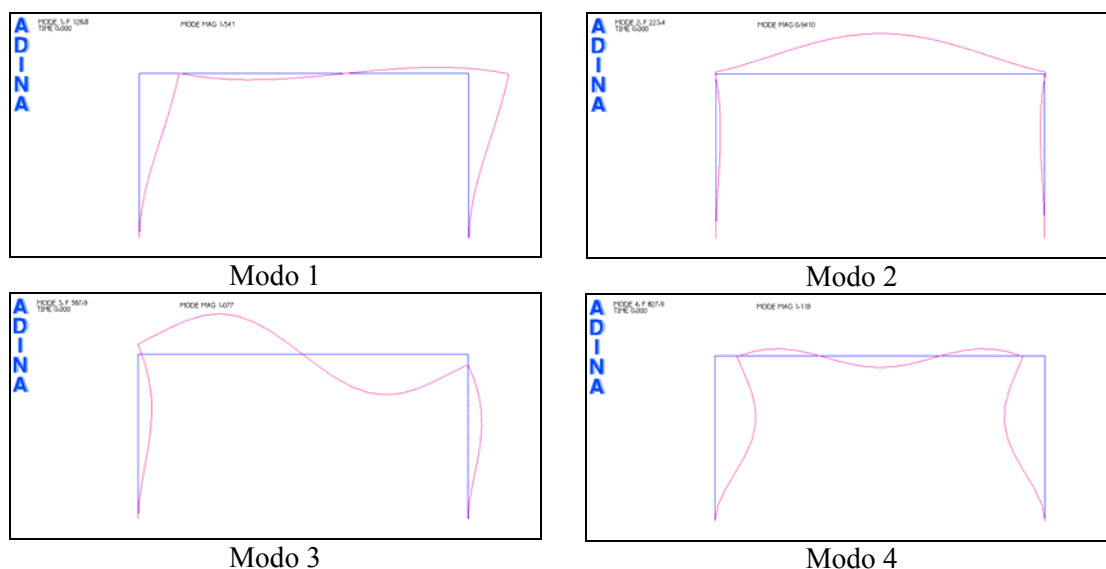 ADINA
MODE 1, F 128.8
TIME 0.000
MODE MAG 1.541
Modo 1
ADINA
MODE 2, F 223.4
TIME 0.000
MODE MAG 0.9410
Modo 2
ADINA
MODE 3, F 587.9
TIME 0.000
MODE MAG 1.077
Modo 3
ADINA
MODE 4, F 827.9
TIME 0.000
MODE MAG 1.118
Modo 4